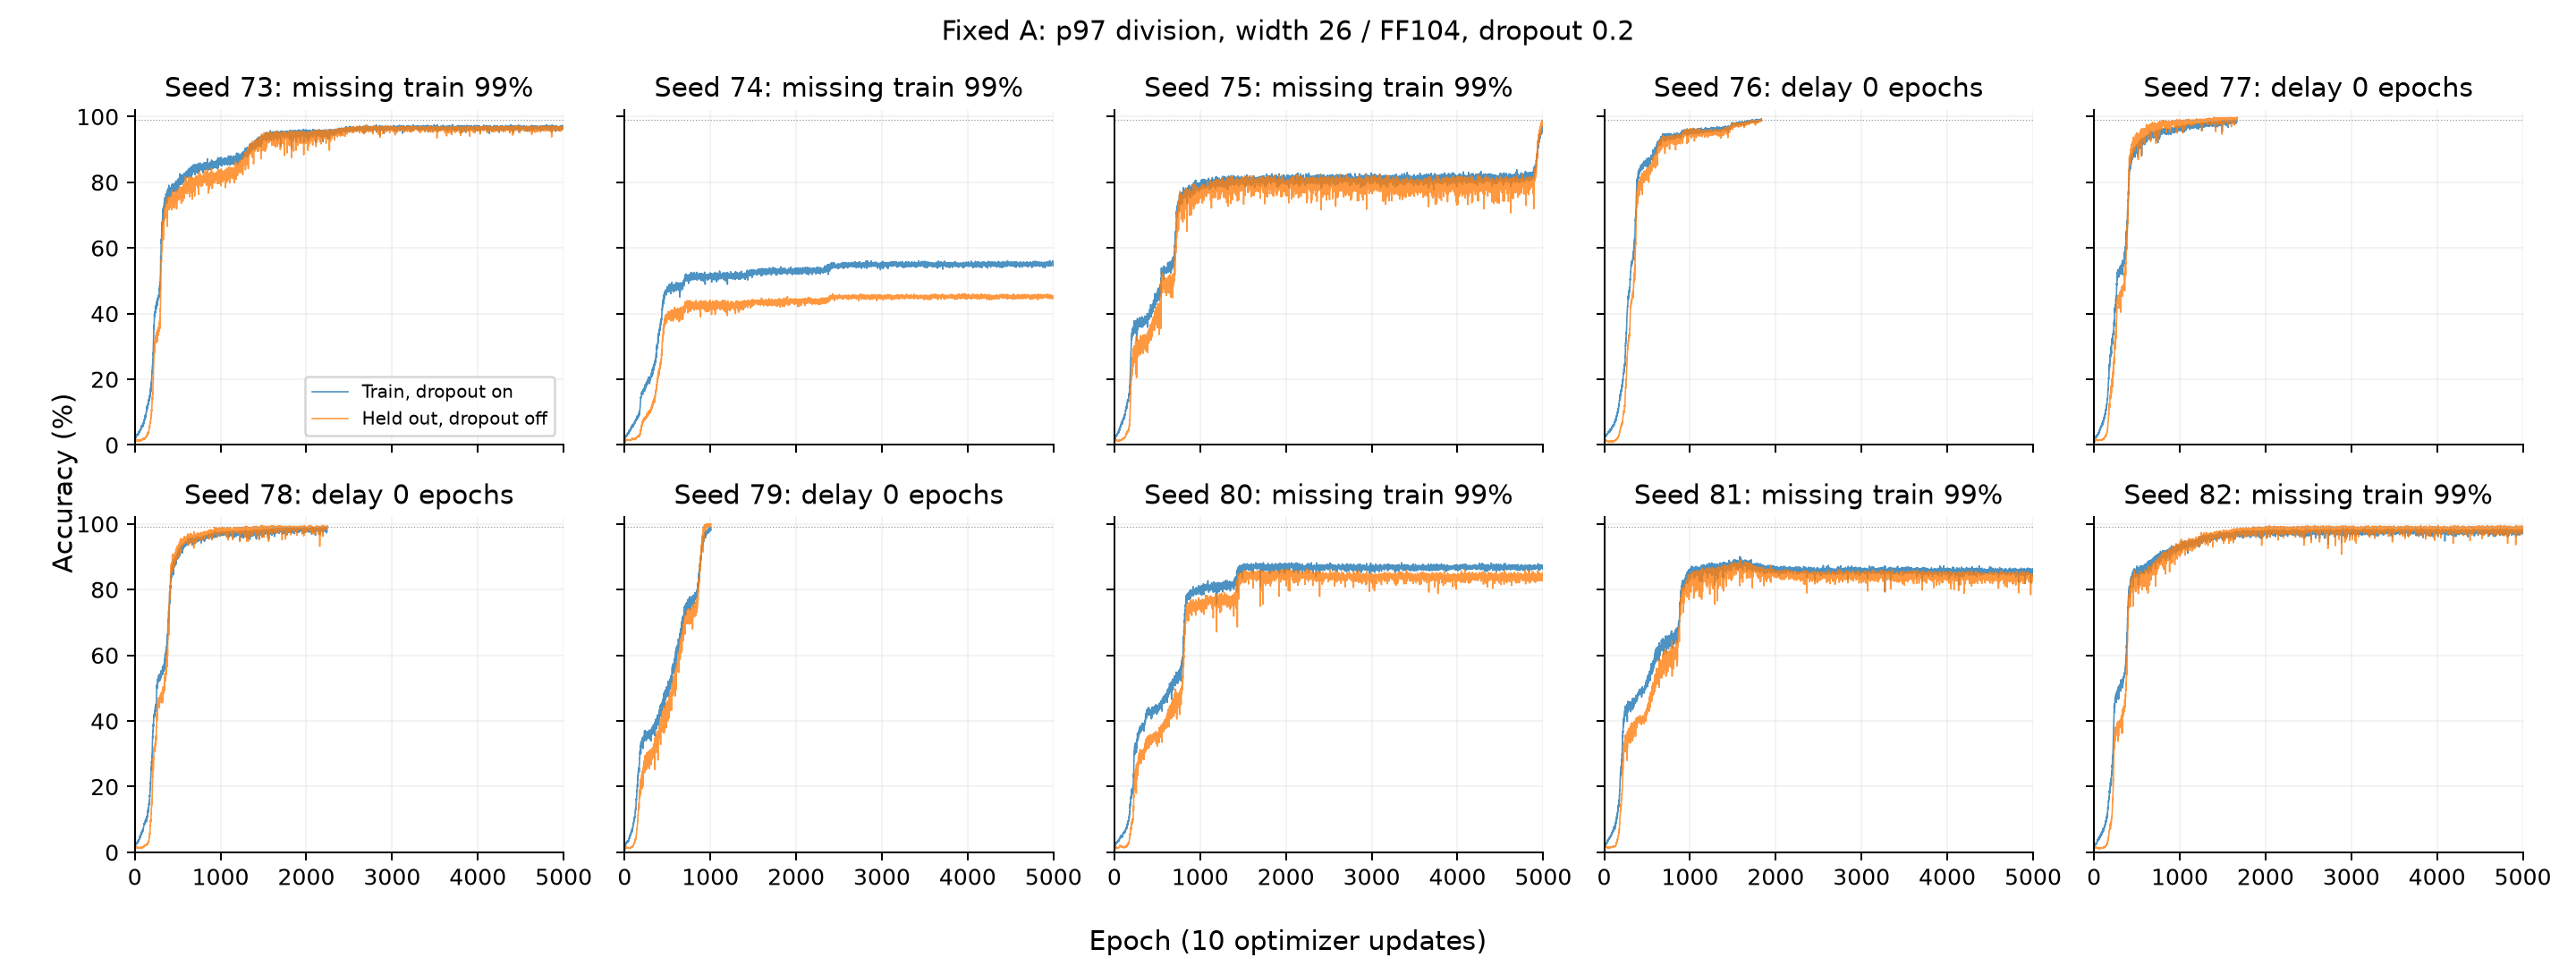 Fixed A: p97 division, width 26 / FF104, dropout 0.2
Seed 73: missing train 99%
Seed 74: missing train 99%
Seed 75: missing train 99%
Seed 76: delay 0 epochs
Seed 77: delay 0 epochs
100
80
60
40
20
0
Train, dropout on
Held out, dropout off
Accuracy (%)
Seed 78: delay 0 epochs
Seed 79: delay 0 epochs
Seed 80: missing train 99%
Seed 81: missing train 99%
Seed 82: missing train 99%
100
80
60
40
20
0
0 1000 2000 3000 4000 5000
0 1000 2000 3000 4000 5000
0 1000 2000 3000 4000 5000
0 1000 2000 3000 4000 5000
0 1000 2000 3000 4000 5000
Epoch (10 optimizer updates)